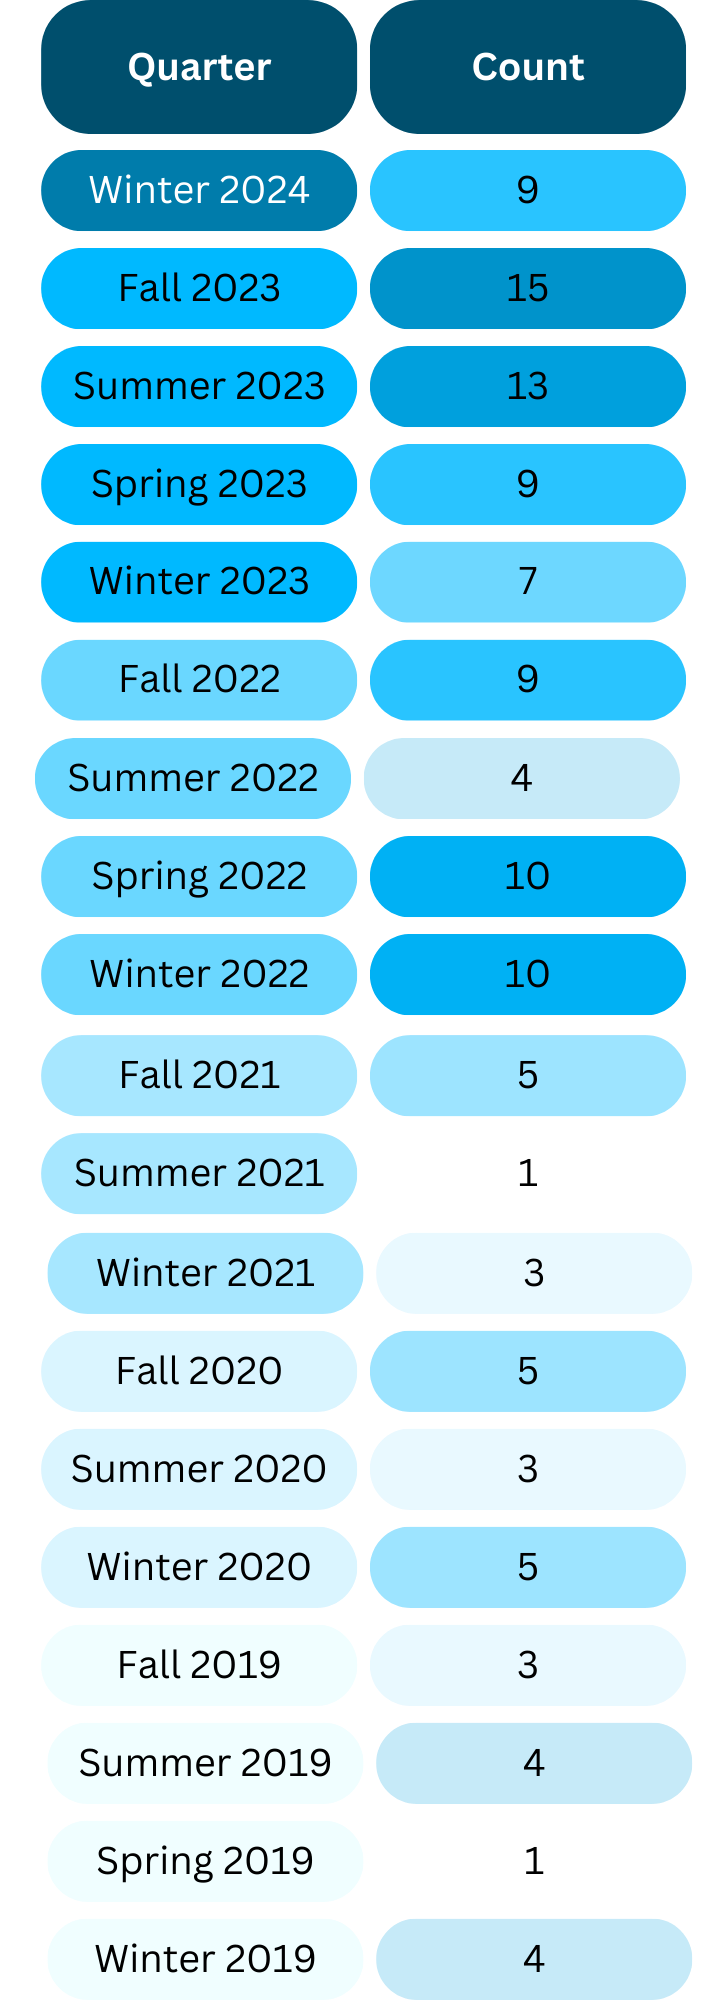 Quarter Count
Winter 2024 9
Fall 2023 15
Summer 2023 13
Spring 2023 9
Winter 2023 7
Fall 2022 9
Summer 2022 4
Spring 2022 10
Winter 2022 10
Fall 2021 5
Summer 2021 1
Winter 2021 3
Fall 2020 5
Summer 2020 3
Winter 2020 5
Fall 2019 3
Summer 2019 4
Spring 2019 1
Winter 2019 4